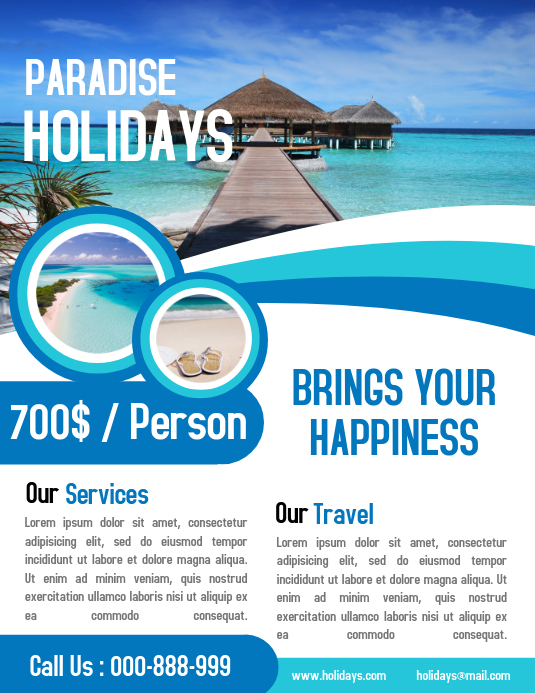 PARADISE
HOLIDAYS
700$ / Person
BRINGS YOUR
HAPPINESS
Our Services
Lorem ipsum dolor sit amet, consectetur
adipisicing elit, sed do eiusmod tempor
incididunt ut labore et dolore magna aliqua.
Ut enim ad minim veniam, quis nostrud
exercitation ullamco laboris nisi ut aliquip ex
ea commodo consequat.
Our Travel
Lorem ipsum dolor sit amet, consectetur
adipisicing elit, sed do eiusmod tempor
incididunt ut labore et dolore magna aliqua.
Ut enim ad minim veniam, quis nostrud
exercitation ullamco laboris nisi ut aliquip ex
ea commodo consequat.
Call Us : 000-888-999
www.holidays.com holidays@mail.com